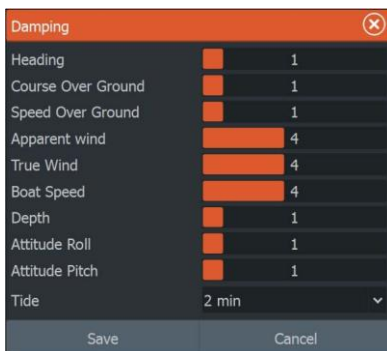 Damping
Heading 1
Course Over Ground 1
Speed Over Ground 1
Apparent wind 4
True Wind 4
Boat Speed 4
Depth 1
Attitude Roll 1
Attitude Pitch 1
Tide 2 min
Save Cancel